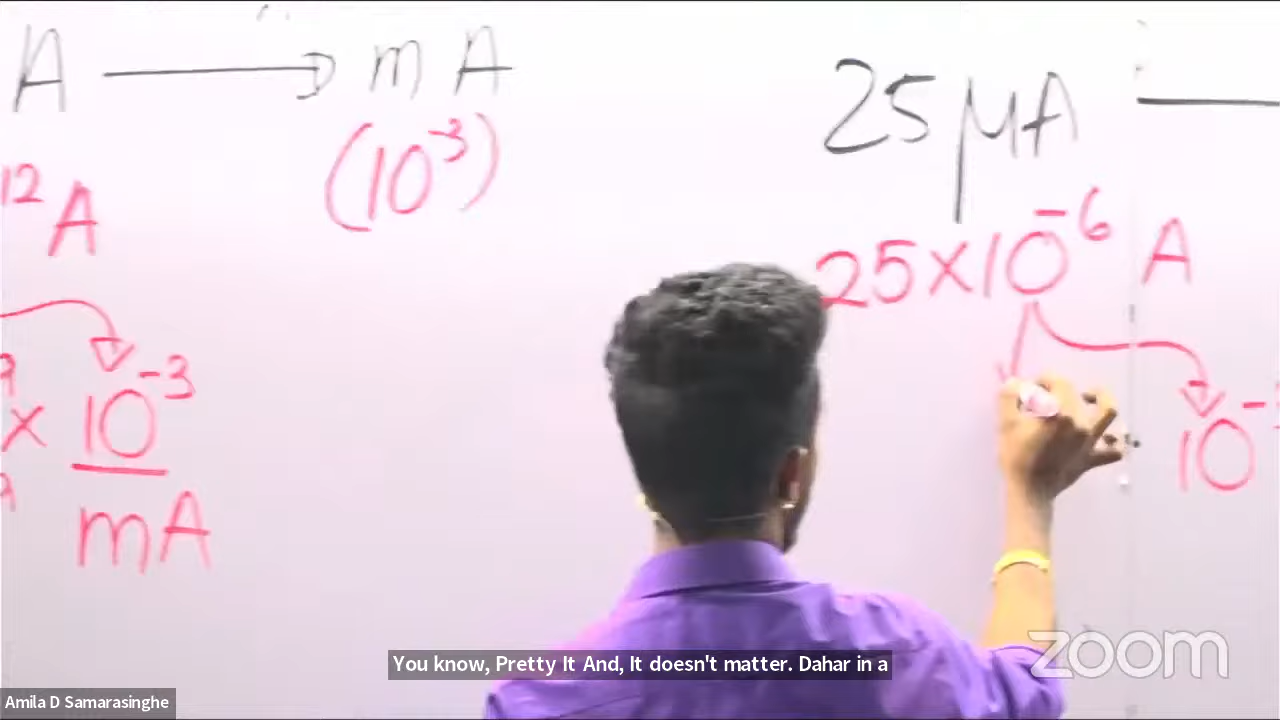 A → mA
(10⁻³)
12 A
× 10⁻³
mA
25 μA
25×10⁻⁶ A
10⁻
zoom
You know, Pretty It And, It doesn't matter. Dahar in a
Amila D Samarasinghe